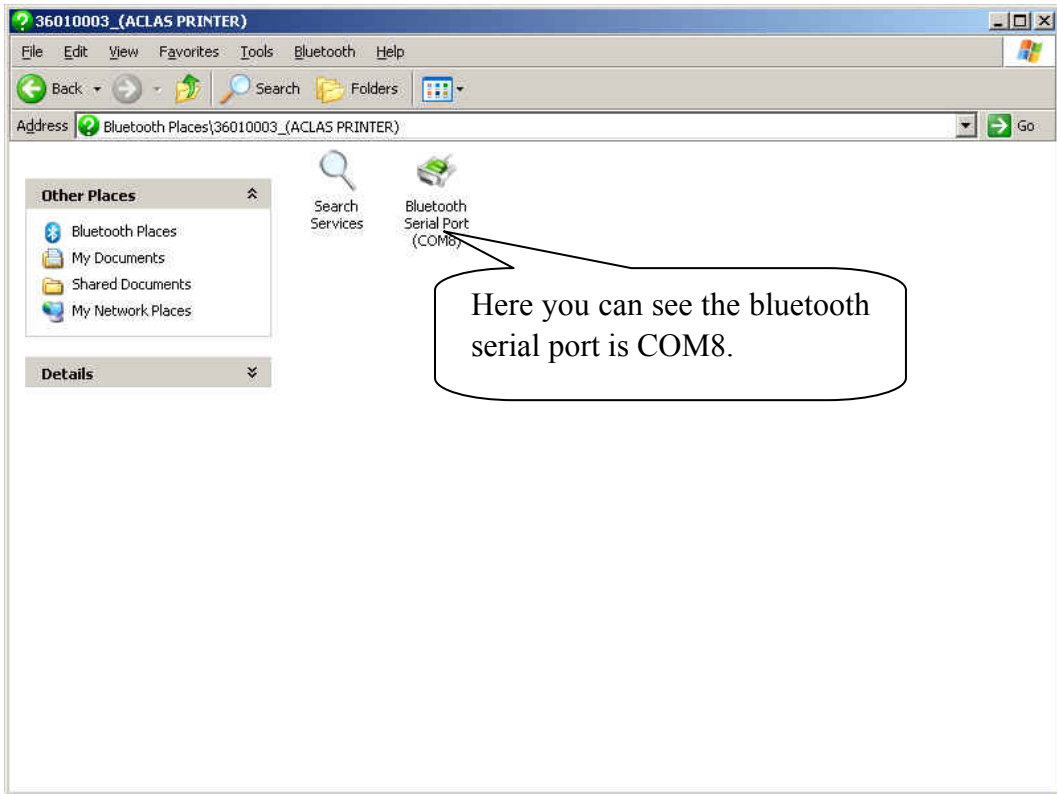 36010003_(ACLAS PRINTER)
File Edit View Favorites Tools Bluetooth Help
Back Search Folders
Address Bluetooth Places\36010003_(ACLAS PRINTER) Go
Other Places
Bluetooth Places
My Documents
Shared Documents
My Network Places
Details
Search
Services
Bluetooth
Serial Port
(COM8)
Here you can see the bluetooth
serial port is COM8.